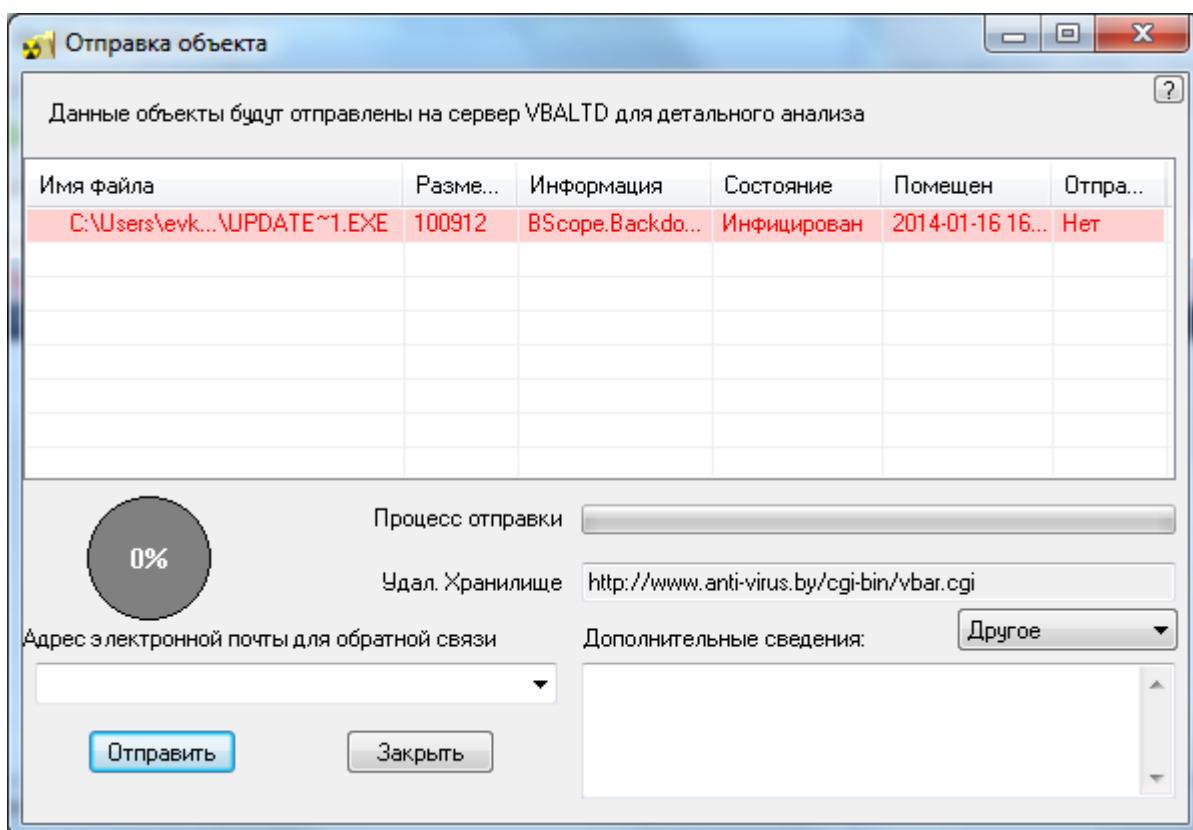 Отправка объекта
?
Данные объекты будут отправлены на сервер VBALTD для детального анализа
Имя файла Разме... Информация Состояние Помещен Отпра...
C:\Users\evk...\UPDATE~1.EXE 100912 BScope.Backdo... Инфицирован 2014-01-16 16... Нет
Процесс отправки
0%
Удал. Хранилище http://www.anti-virus.by/cgi-bin/vbar.cgi
Адрес электронной почты для обратной связи Дополнительные сведения: Другое
Отправить Закрыть